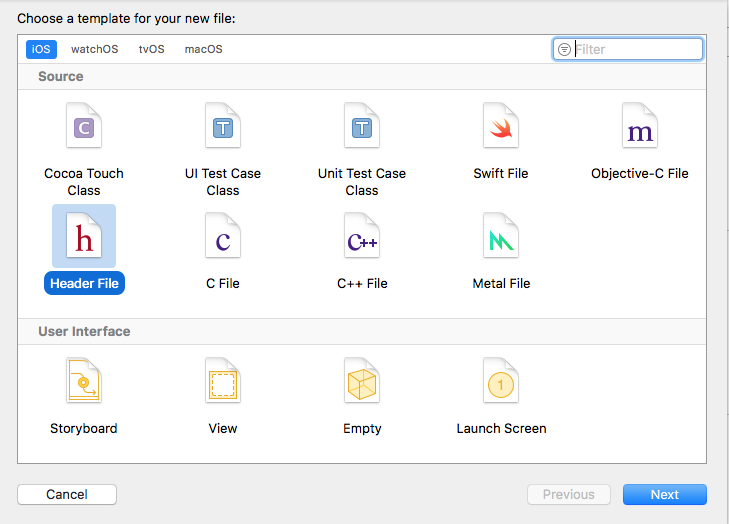 Choose a template for your new file:
iOS watchOS tvOS macOS Filter
Source
C T T m
Cocoa Touch Class
UI Test Case Class
Unit Test Case Class
Swift File
Objective-C File
h c C++
Header File
C File
C++ File
Metal File
User Interface
1
Storyboard
View
Empty
Launch Screen
Cancel Previous Next